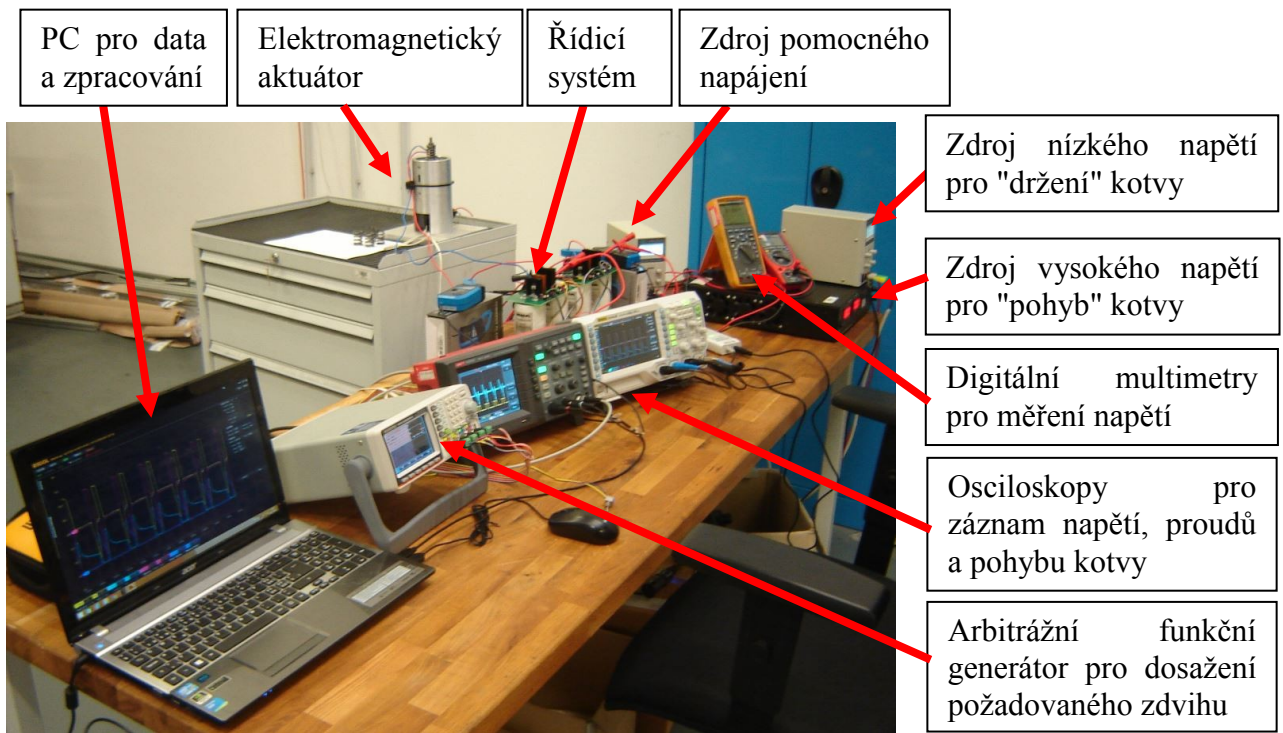 PC pro data
a zpracování
Elektromagnetický
aktuátor
Řídicí
systém
Zdroj pomocného
napájení
Zdroj nízkého napětí
pro "držení" kotvy
Zdroj vysokého napětí
pro "pohyb" kotvy
Digitální multimetry
pro měření napětí
Osciloskopy pro
záznam napětí, proudů
a pohybu kotvy
Arbitrážní funkční
generátor pro dosažení
požadovaného zdvihu
acer